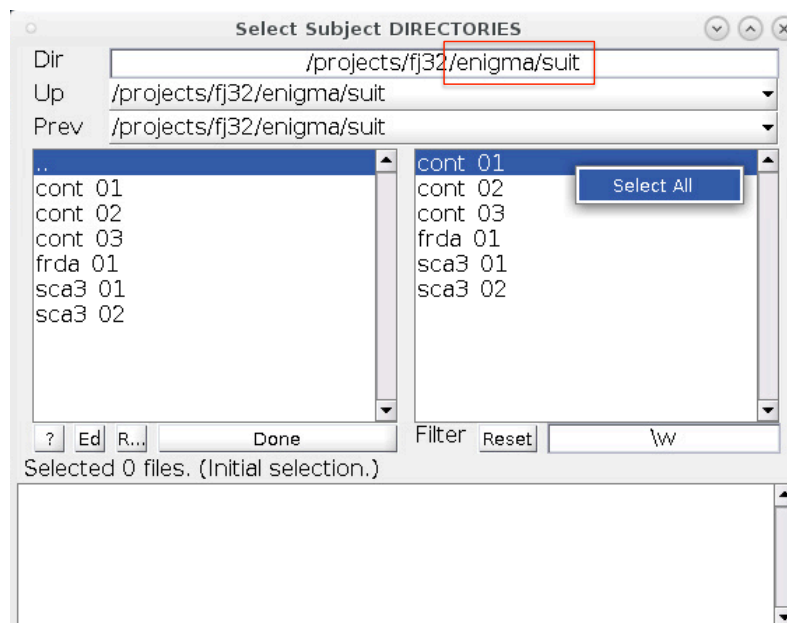 Select Subject DIRECTORIES
Dir /projects/fj32/enigma/suit
Up /projects/fj32/enigma/suit
Prev /projects/fj32/enigma/suit
..
cont 01
cont 02
cont 03
frda 01
sca3 01
sca3 02
cont 01
cont 02
cont 03
frda 01
sca3 01
sca3 02
Select All
? Ed R... Done Filter Reset \w
Selected 0 files. (Initial selection.)